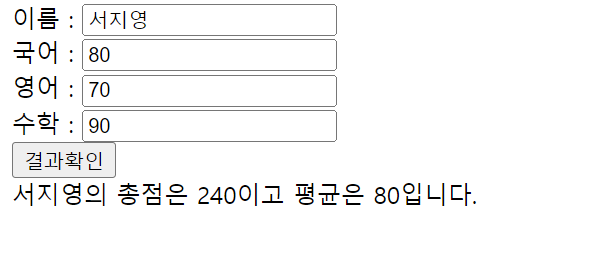 이름 : 서지영
국어 : 80
영어 : 70
수학 : 90
결과확인
서지영의 총점은 240이고 평균은 80입니다.